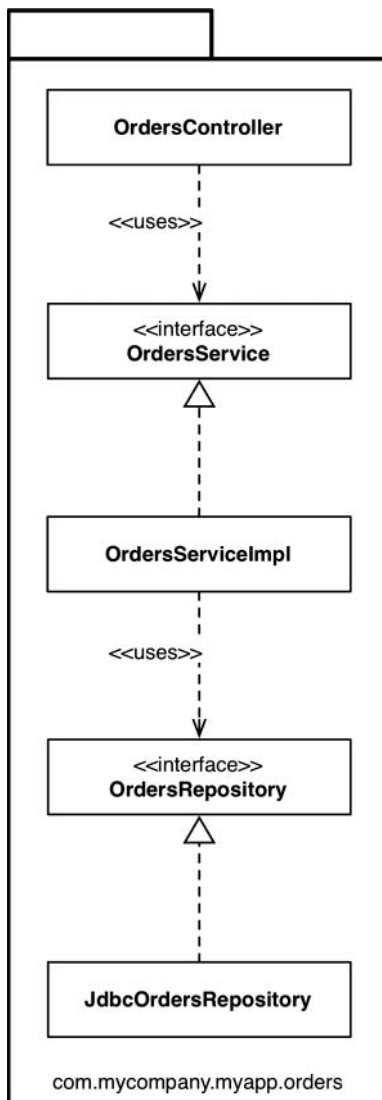 OrdersController
<<uses>>
<<interface>>
OrdersService
OrdersServiceImpl
<<uses>>
<<interface>>
OrdersRepository
JdbcOrdersRepository
com.mycompany.myapp.orders